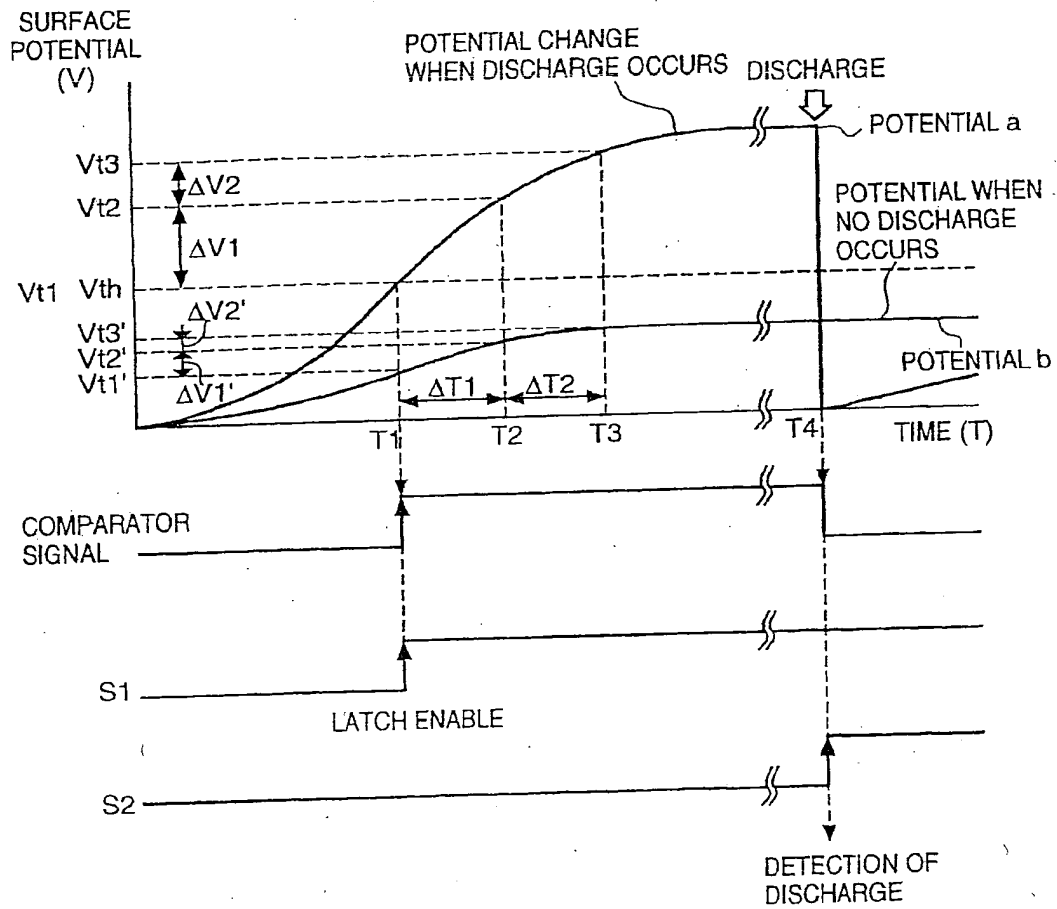 SURFACE
POTENTIAL
(V)
POTENTIAL CHANGE
WHEN DISCHARGE OCCURS
DISCHARGE
POTENTIAL a
Vt3
ΔV2
Vt2
POTENTIAL WHEN
NO DISCHARGE
OCCURS
ΔV1
Vt1 Vth
ΔV2'
Vt3'
Vt2'
Vt1'
ΔV1'
POTENTIAL b
ΔT1
ΔT2
T1
T2
T3
T4
TIME (T)
COMPARATOR
SIGNAL
S1
LATCH ENABLE
S2
DETECTION OF
DISCHARGE